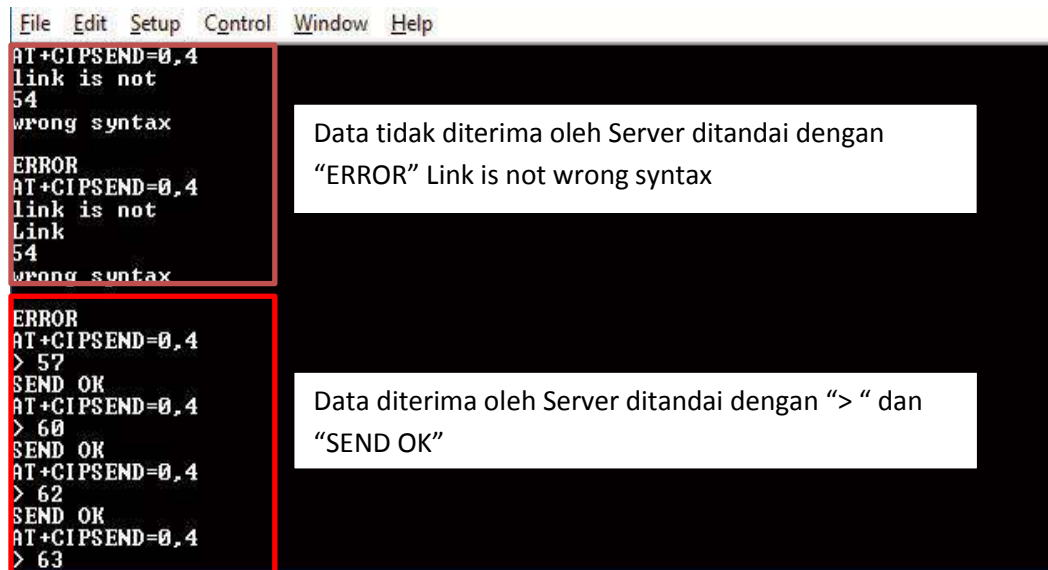 File Edit Setup Control Window Help
AT+CIPSEND=0,4
link is not
54
wrong syntax
ERROR
AT+CIPSEND=0,4
link is not
Link
54
wrong syntax
Data tidak diterima oleh Server ditandai dengan
“ERROR” Link is not wrong syntax
ERROR
AT+CIPSEND=0,4
> 57
SEND OK
AT+CIPSEND=0,4
> 60
SEND OK
AT+CIPSEND=0,4
> 62
SEND OK
AT+CIPSEND=0,4
> 63
Data diterima oleh Server ditandai dengan “> “ dan
“SEND OK”